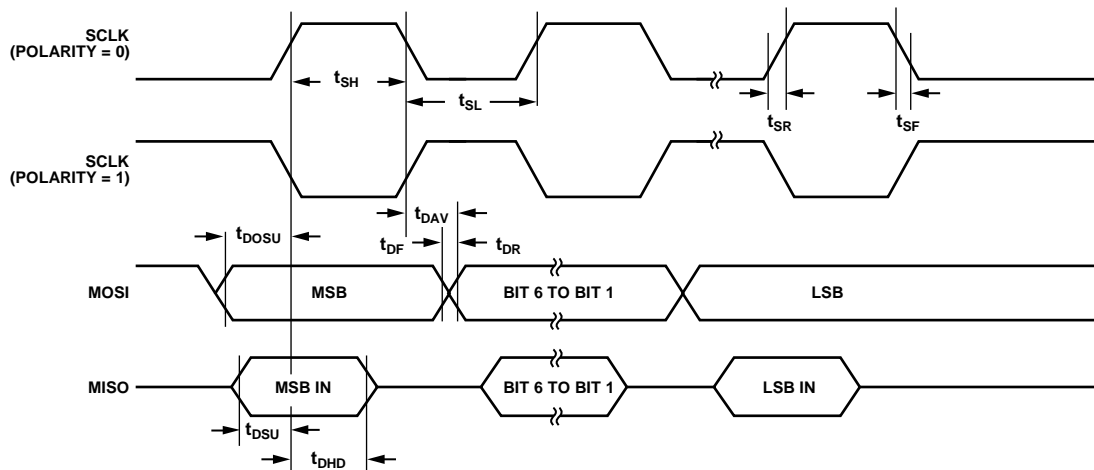 SCLK
(POLARITY = 0)
tSH
tSL
tSR
tSF
SCLK
(POLARITY = 1)
tDAV
tDOSU
tDF
tDR
MOSI
MSB
BIT 6 TO BIT 1
LSB
MISO
MSB IN
BIT 6 TO BIT 1
LSB IN
tDSU
tDHD